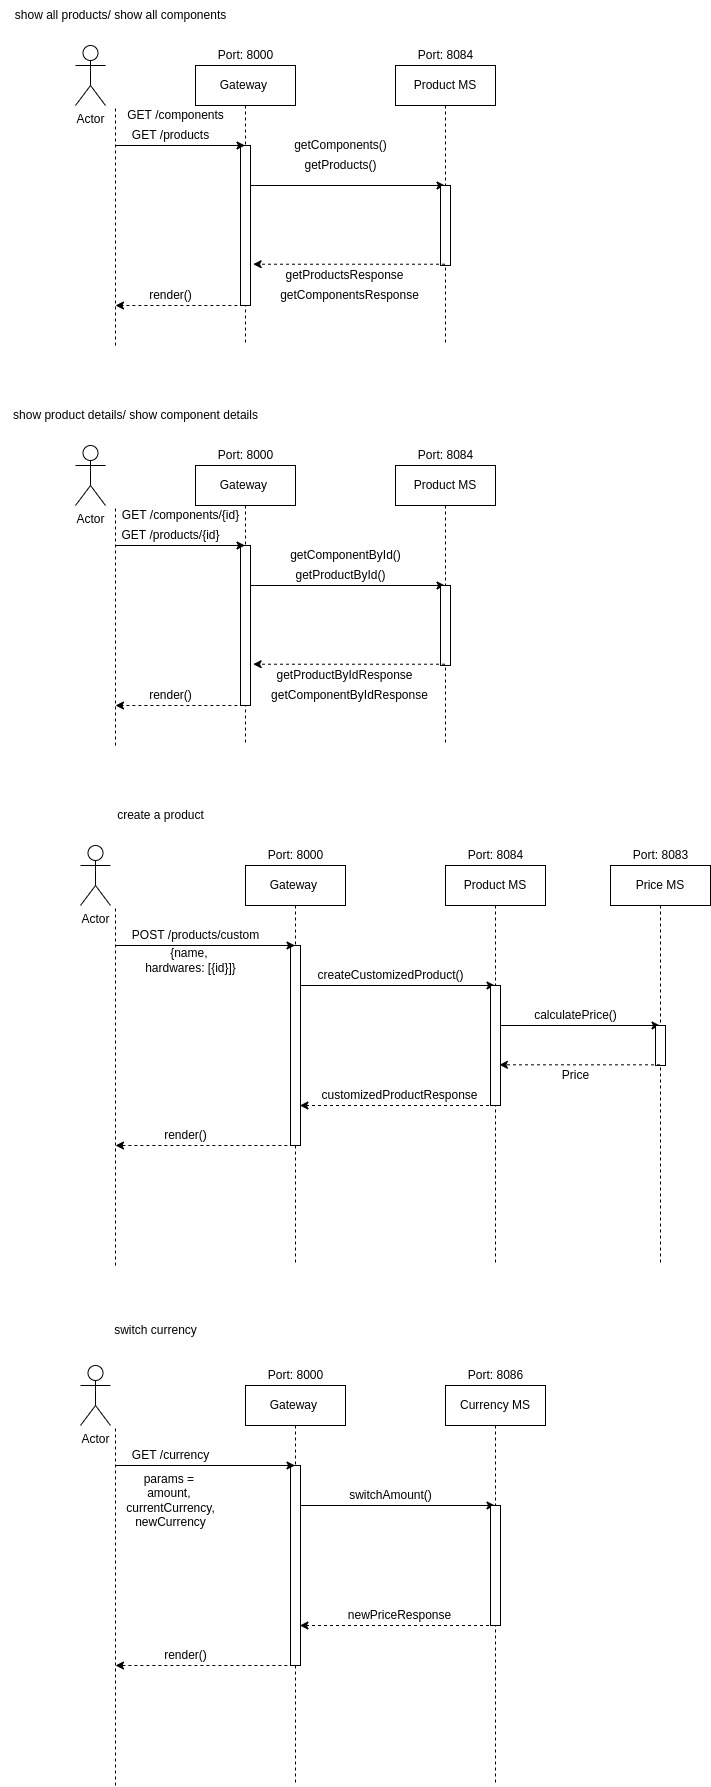 show all products/ show all components
Port: 8000
Port: 8084
Gateway
Product MS
Actor
GET /components
GET /products
getComponents()
getProducts()
getProductsResponse
getComponentsResponse
render()
show product details/ show component details
Port: 8000
Port: 8084
Gateway
Product MS
Actor
GET /components/{id}
GET /products/{id}
getComponentById()
getProductById()
getProductByIdResponse
getComponentByIdResponse
render()
create a product
Port: 8000
Port: 8084
Port: 8083
Gateway
Product MS
Price MS
Actor
POST /products/custom
{name,
hardwares: [{id}]}
createCustomizedProduct()
calculatePrice()
Price
customizedProductResponse
render()
switch currency
Port: 8000
Port: 8086
Gateway
Currency MS
Actor
GET /currency
params =
amount,
currentCurrency,
newCurrency
switchAmount()
newPriceResponse
render()